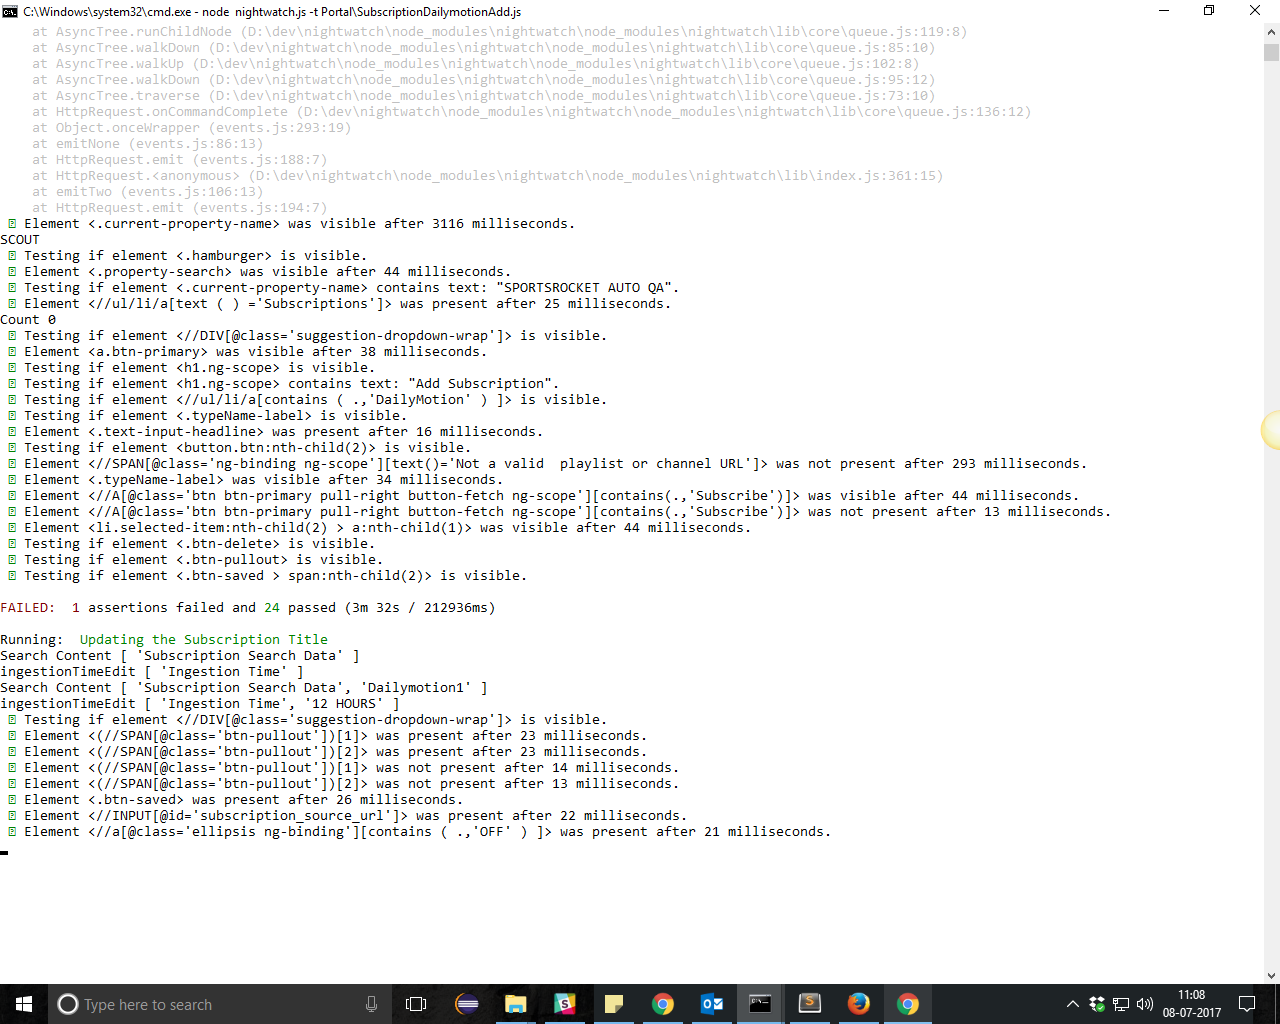 C:\Windows\system32\cmd.exe - node nightwatch.js -t Portal\SubscriptionDailymotionAdd.js
at AsyncTree.runChildNode (D:\dev\nightwatch\node_modules\nightwatch\node_modules\nightwatch\lib\core\queue.js:119:8)
at AsyncTree.walkDown (D:\dev\nightwatch\node_modules\nightwatch\node_modules\nightwatch\lib\core\queue.js:85:10)
at AsyncTree.walkUp (D:\dev\nightwatch\node_modules\nightwatch\node_modules\nightwatch\lib\core\queue.js:102:8)
at AsyncTree.walkDown (D:\dev\nightwatch\node_modules\nightwatch\node_modules\nightwatch\lib\core\queue.js:95:12)
at AsyncTree.traverse (D:\dev\nightwatch\node_modules\nightwatch\node_modules\nightwatch\lib\core\queue.js:73:10)
at HttpRequest.onCommandComplete (D:\dev\nightwatch\node_modules\nightwatch\node_modules\nightwatch\lib\core\queue.js:136:12)
at Object.onceWrapper (events.js:293:19)
at emitNone (events.js:86:13)
at HttpRequest.emit (events.js:188:7)
at HttpRequest.<anonymous> (D:\dev\nightwatch\node_modules\nightwatch\node_modules\nightwatch\lib\index.js:361:15)
at emitTwo (events.js:106:13)
at HttpRequest.emit (events.js:194:7)
Element <.current-property-name> was visible after 3116 milliseconds.
SCOUT
Testing if element <.hamburger> is visible.
Element <.property-search> was visible after 44 milliseconds.
Testing if element <.current-property-name> contains text: "SPORTSROCKET AUTO QA".
Element <//ul/li/a[text ( ) ='Subscriptions']> was present after 25 milliseconds.
Count 0
Testing if element <//DIV[@class='suggestion-dropdown-wrap']> is visible.
Element <a.btn-primary> was visible after 38 milliseconds.
Testing if element <h1.ng-scope> is visible.
Testing if element <h1.ng-scope> contains text: "Add Subscription".
Testing if element <//ul/li/a[contains ( .,'DailyMotion' ) ]> is visible.
Testing if element <.typeName-label> is visible.
Element <.text-input-headline> was present after 16 milliseconds.
Testing if element <button.btn:nth-child(2)> is visible.
Element <//SPAN[@class='ng-binding ng-scope'][text()='Not a valid  playlist or channel URL']> was not present after 293 milliseconds.
Element <.typeName-label> was visible after 34 milliseconds.
Element <//A[@class='btn btn-primary pull-right button-fetch ng-scope'][contains(.,'Subscribe')]> was visible after 44 milliseconds.
Element <//A[@class='btn btn-primary pull-right button-fetch ng-scope'][contains(.,'Subscribe')]> was not present after 13 milliseconds.
Element <li.selected-item:nth-child(2) > a:nth-child(1)> was visible after 44 milliseconds.
Testing if element <.btn-delete> is visible.
Testing if element <.btn-pullout> is visible.
Testing if element <.btn-saved > span:nth-child(2)> is visible.
FAILED:  1 assertions failed and 24 passed (3m 32s / 212936ms)
Running:  Updating the Subscription Title
Search Content [ 'Subscription Search Data' ]
ingestionTimeEdit [ 'Ingestion Time' ]
Search Content [ 'Subscription Search Data', 'Dailymotion1' ]
ingestionTimeEdit [ 'Ingestion Time', '12 HOURS' ]
Testing if element <//DIV[@class='suggestion-dropdown-wrap']> is visible.
Element <(//SPAN[@class='btn-pullout'])[1]> was present after 23 milliseconds.
Element <(//SPAN[@class='btn-pullout'])[2]> was present after 23 milliseconds.
Element <(//SPAN[@class='btn-pullout'])[1]> was not present after 14 milliseconds.
Element <(//SPAN[@class='btn-pullout'])[2]> was not present after 13 milliseconds.
Element <.btn-saved> was present after 26 milliseconds.
Element <//INPUT[@id='subscription_source_url']> was present after 22 milliseconds.
Element <//a[@class='ellipsis ng-binding'][contains ( .,'OFF' ) ]> was present after 21 milliseconds.
Type here to search
11:08
08-07-2017